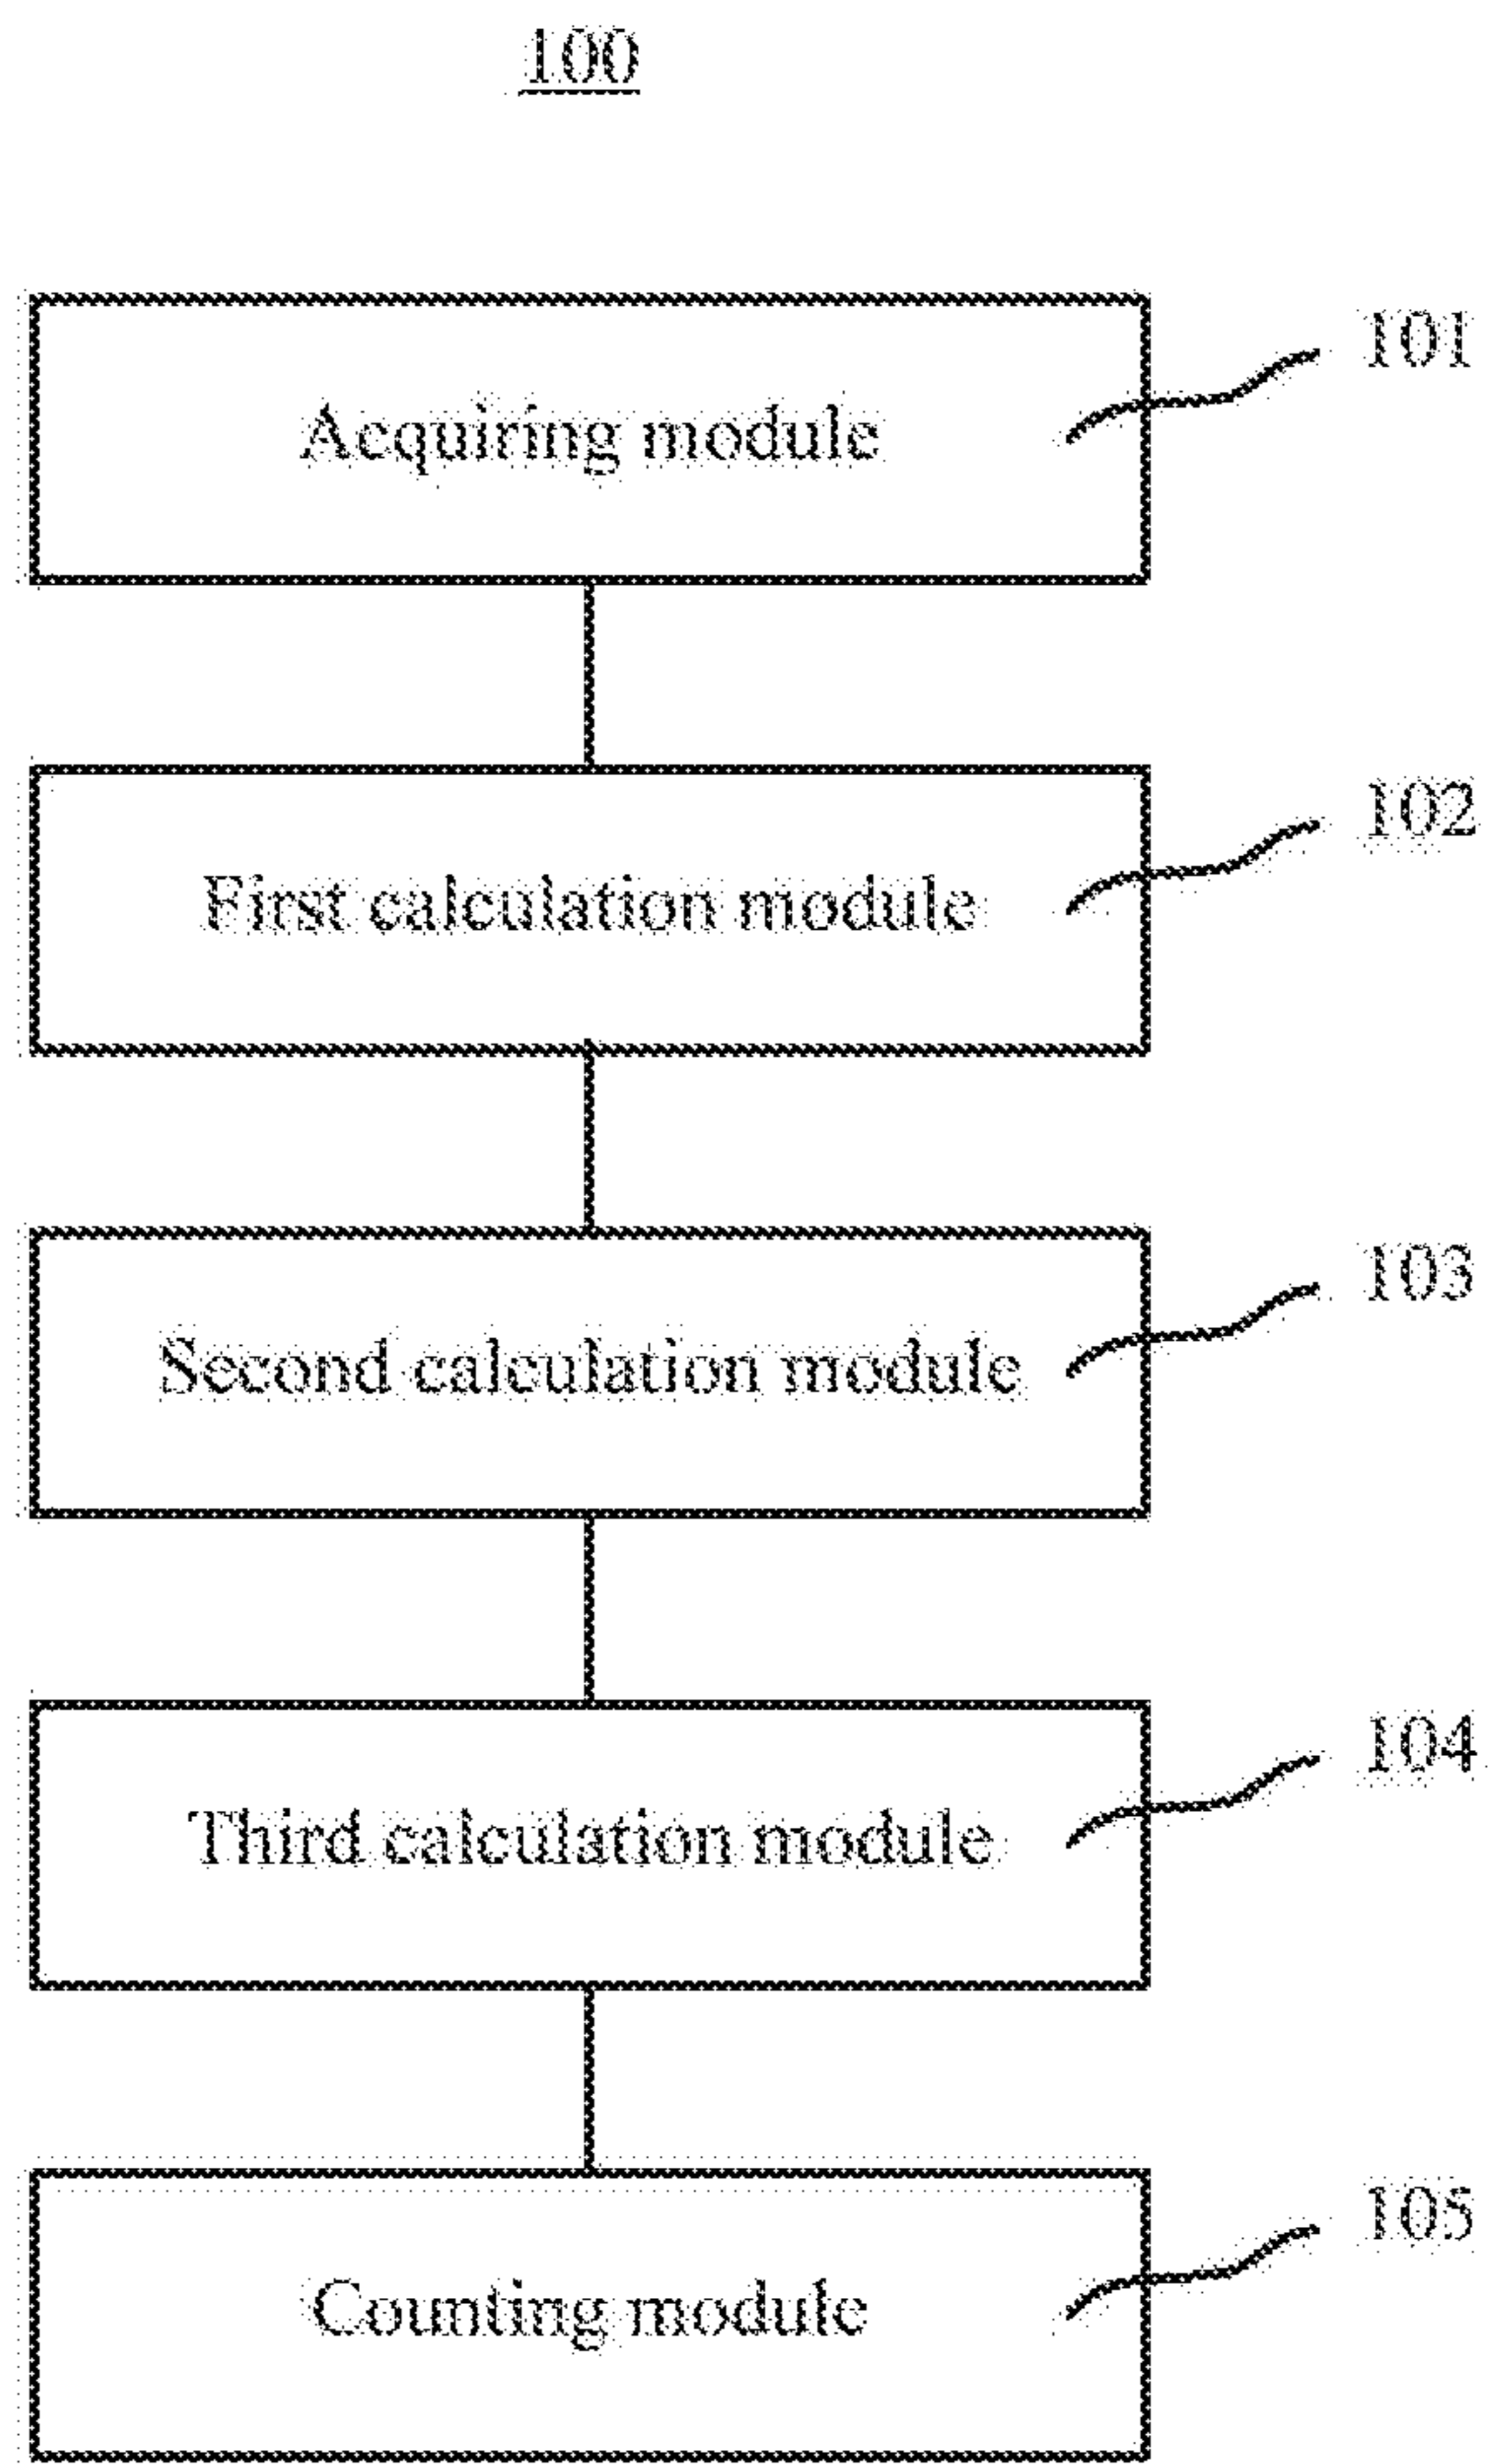 100
Acquiring module
101
First calculation module
102
Second calculation module
103
Third calculation module
104
Counting module
105